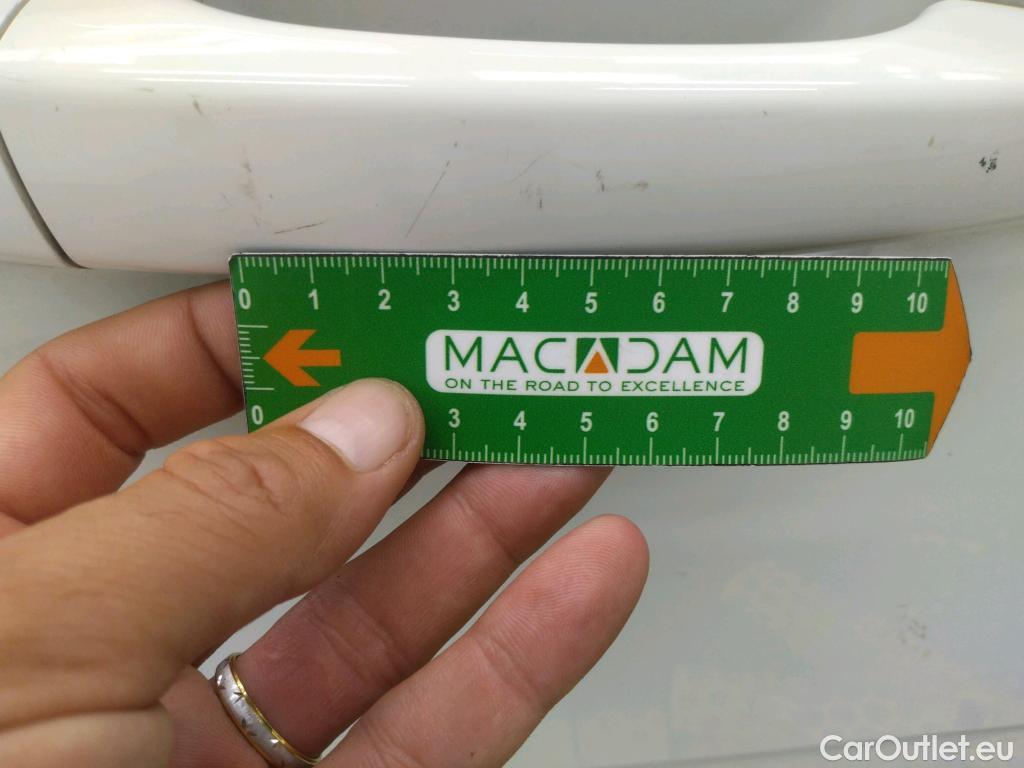 0 1 2 3 4 5 6 7 8 9 10
MACADAM
ON THE ROAD TO EXCELLENCE
0 3 4 5 6 7 8 9 10
CarOutlet.eu